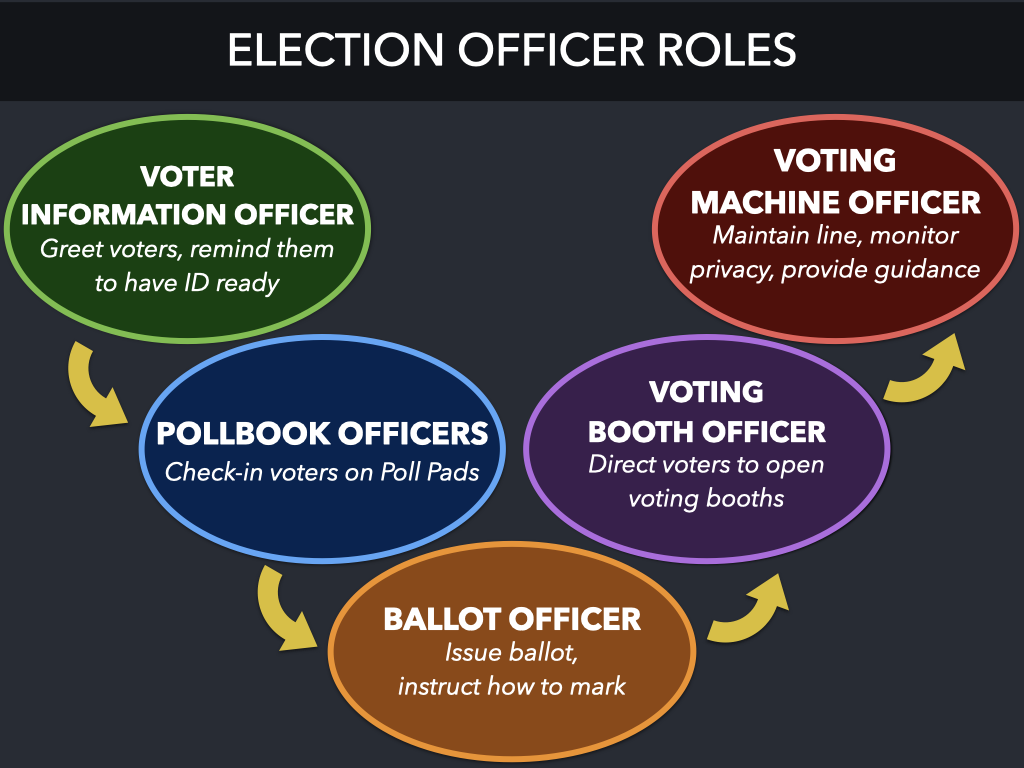 ELECTION OFFICER ROLES
VOTER
INFORMATION OFFICER
Greet voters, remind them
to have ID ready
POLLBOOK OFFICERS
Check-in voters on Poll Pads
BALLOT OFFICER
Issue ballot,
instruct how to mark
VOTING
BOOTH OFFICER
Direct voters to open
voting booths
VOTING
MACHINE OFFICER
Maintain line, monitor
privacy, provide guidance